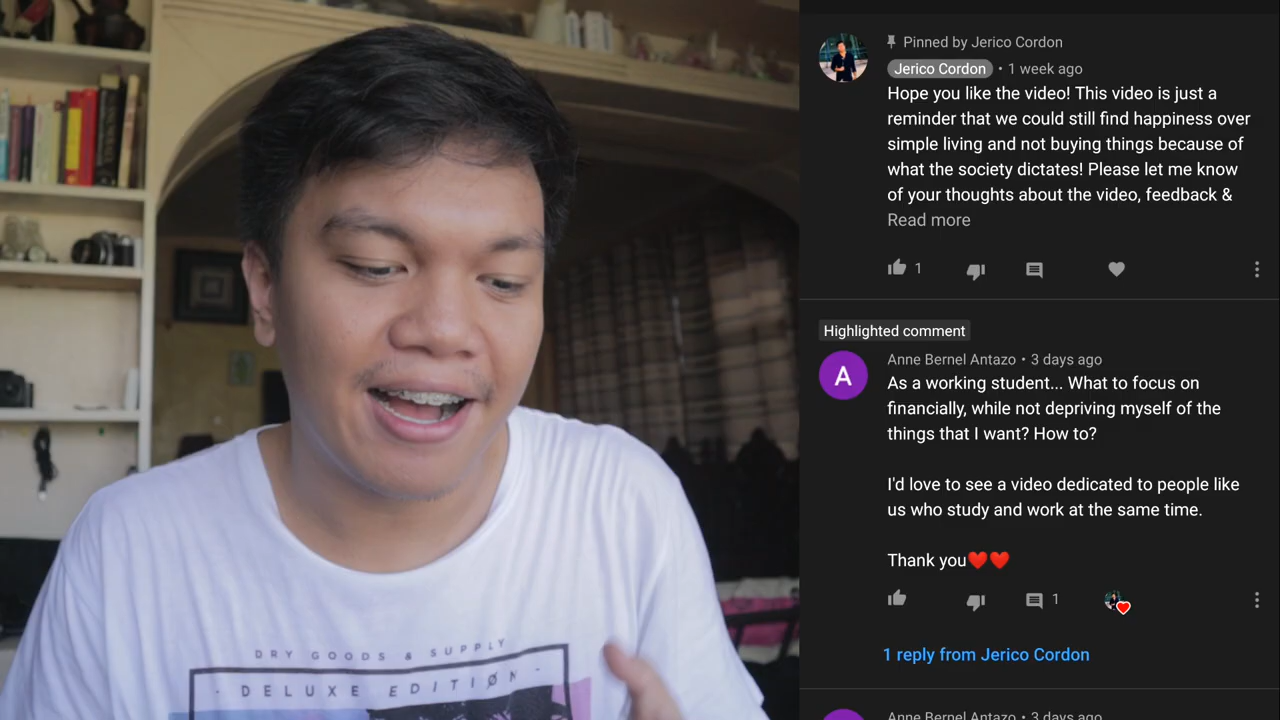 Pinned by Jerico Cordon
Jerico Cordon • 1 week ago
Hope you like the video! This video is just a
reminder that we could still find happiness over
simple living and not buying things because of
what the society dictates! Please let me know
of your thoughts about the video, feedback &
Read more
1
Highlighted comment
A
Anne Bernel Antazo • 3 days ago
As a working student... What to focus on
financially, while not depriving myself of the
things that I want? How to?
I'd love to see a video dedicated to people like
us who study and work at the same time.
Thank you❤️❤️
1
1 reply from Jerico Cordon
Anne Bernel Antazo • 3 days ago
DRY GOODS & SUPPLY
- DELUXE EDITIØN -